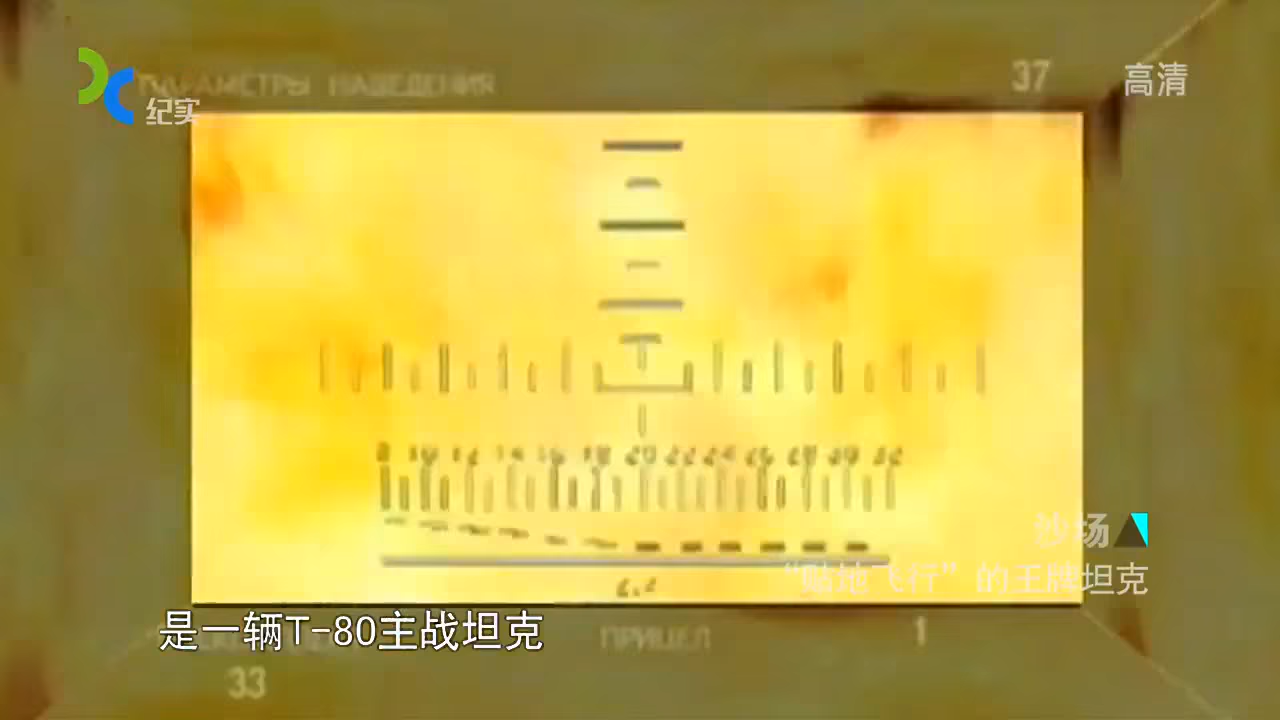 ПАРАМЕТРЫ НАВЕДЕНИЯ
37
高清
纪实
8 10 12 14 16 18 20 22 24 26 28 30 32
沙场
“贴地飞行”的王牌坦克
是一辆T-80主战坦克
ПРИЦЕЛ
1
33